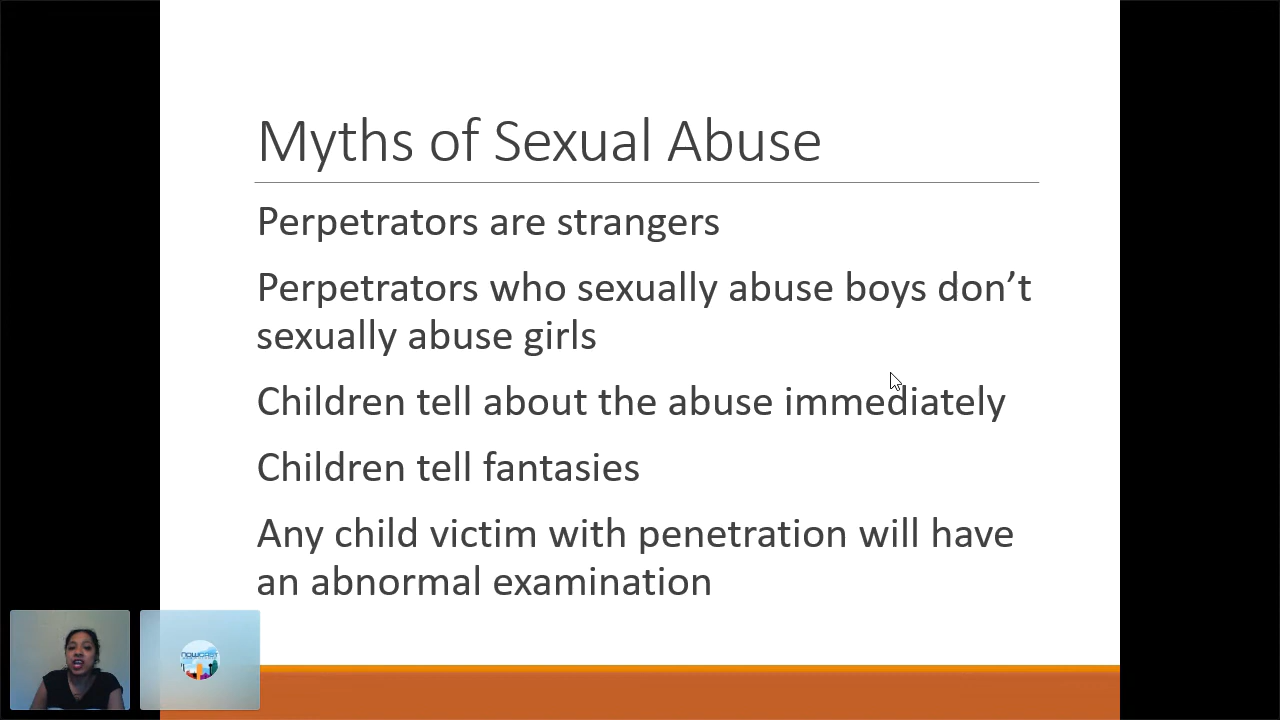 Myths of Sexual Abuse
Perpetrators are strangers
Perpetrators who sexually abuse boys don’t
sexually abuse girls
Children tell about the abuse immediately
Children tell fantasies
Any child victim with penetration will have
an abnormal examination